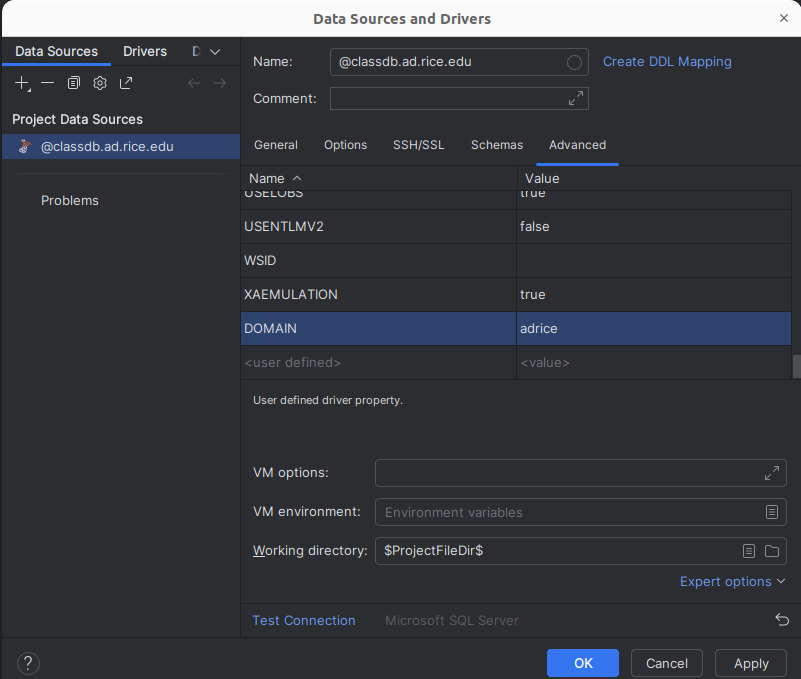 Data Sources and Drivers
Data Sources Drivers D
Name: @classdb.ad.rice.edu Create DDL Mapping
Comment:
Project Data Sources
@classdb.ad.rice.edu
Problems
General Options SSH/SSL Schemas Advanced
Name Value
USELOBS true
USENTLMV2 false
WSID
XAEMULATION true
DOMAIN adrice
<user defined> <value>
User defined driver property.
VM options:
VM environment: Environment variables
Working directory: $ProjectFileDir$
Expert options
Test Connection Microsoft SQL Server
? OK Cancel Apply